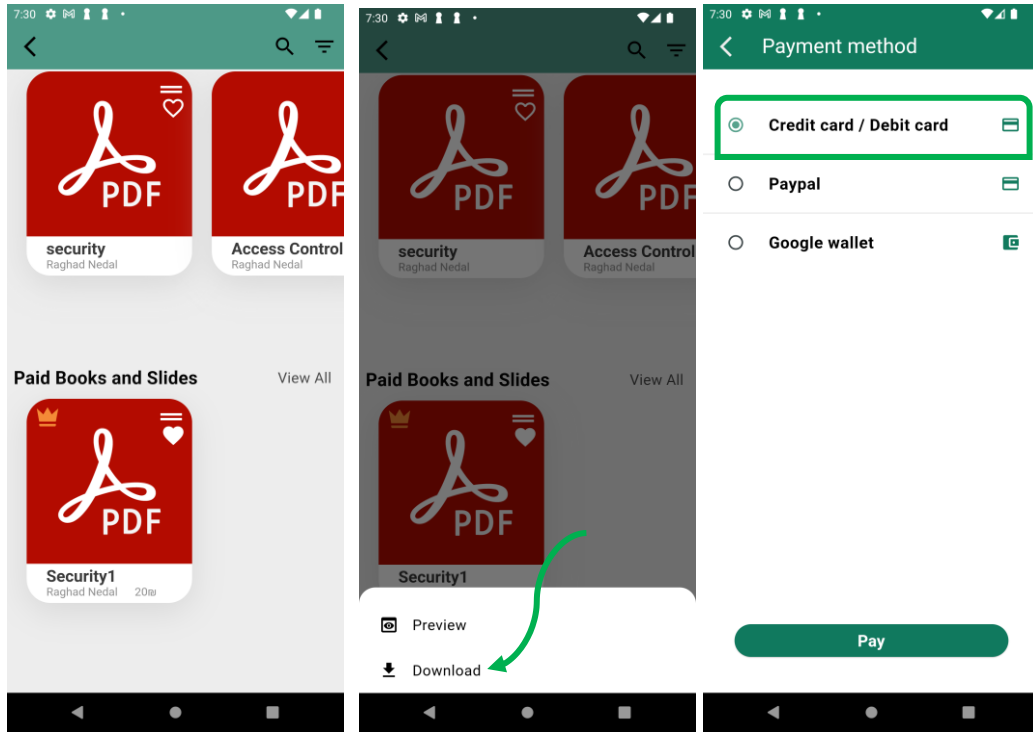 7:30
PDF
PDF
security
Raghad Nedal
Access Control
Raghad Nedal
Paid Books and Slides
View All
PDF
Security1
Raghad Nedal
20₪
7:30
PDF
PDF
security
Raghad Nedal
Access Control
Raghad Nedal
Paid Books and Slides
View All
PDF
Security1
Preview
Download
7:30
Payment method
Credit card / Debit card
Paypal
Google wallet
Pay